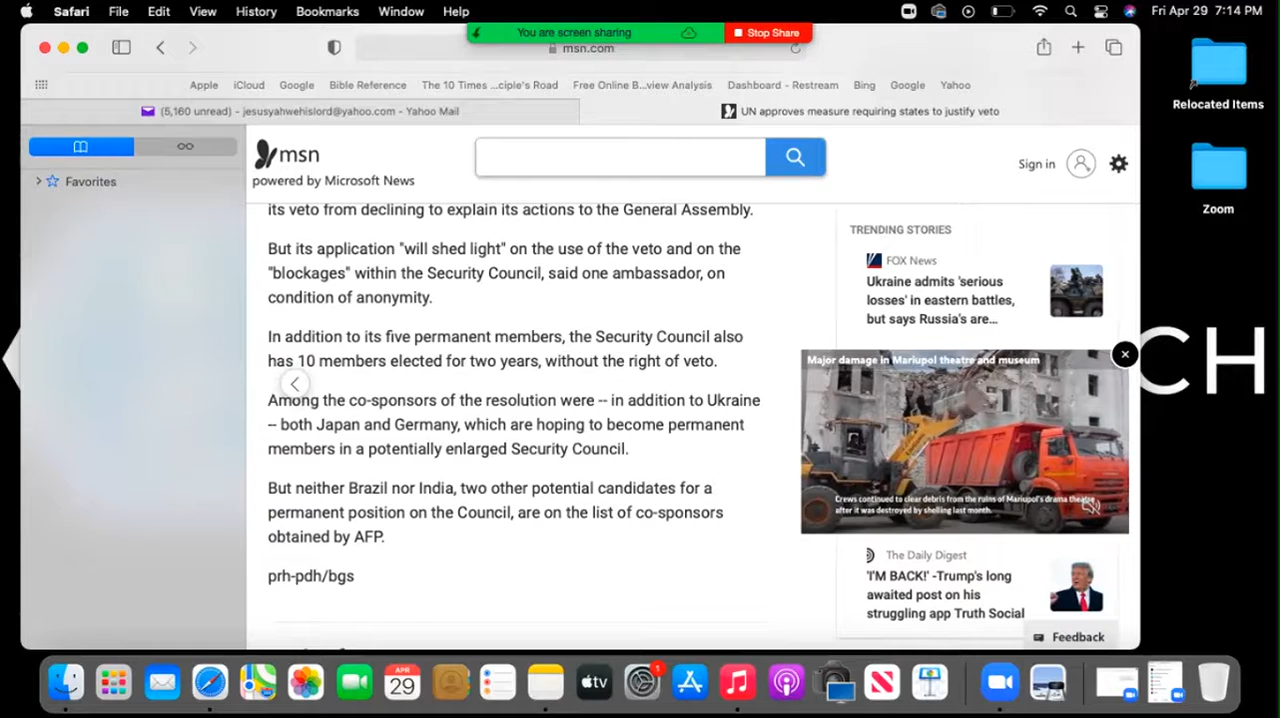 Safari File Edit View History Bookmarks Window Help Fri Apr 29 7:14 PM
You are screen sharing Stop Share
msn.com
Apple iCloud Google Bible Reference The 10 Times ...ciple's Road Free Online B...view Analysis Dashboard - Restream Bing Google Yahoo
(5,160 unread) - jesusyahwehislord@yahoo.com - Yahoo Mail
UN approves measure requiring states to justify veto
Relocated Items
Zoom
Favorites
msn
powered by Microsoft News
Sign in
its veto from declining to explain its actions to the General Assembly.
But its application "will shed light" on the use of the veto and on the
"blockages" within the Security Council, said one ambassador, on
condition of anonymity.
In addition to its five permanent members, the Security Council also
has 10 members elected for two years, without the right of veto.
Among the co-sponsors of the resolution were -- in addition to Ukraine
-- both Japan and Germany, which are hoping to become permanent
members in a potentially enlarged Security Council.
But neither Brazil nor India, two other potential candidates for a
permanent position on the Council, are on the list of co-sponsors
obtained by AFP.
prh-pdh/bgs
TRENDING STORIES
FOX News
Ukraine admits 'serious
losses' in eastern battles,
but says Russia's are...
Major damage in Mariupol theatre and museum
Crews continued to clear debris from the ruins of Mariupol's drama theatre
after it was destroyed by shelling last month.
The Daily Digest
'I'M BACK!' -Trump's long
awaited post on his
struggling app Truth Social
Feedback
CH
APR
29
tv
1